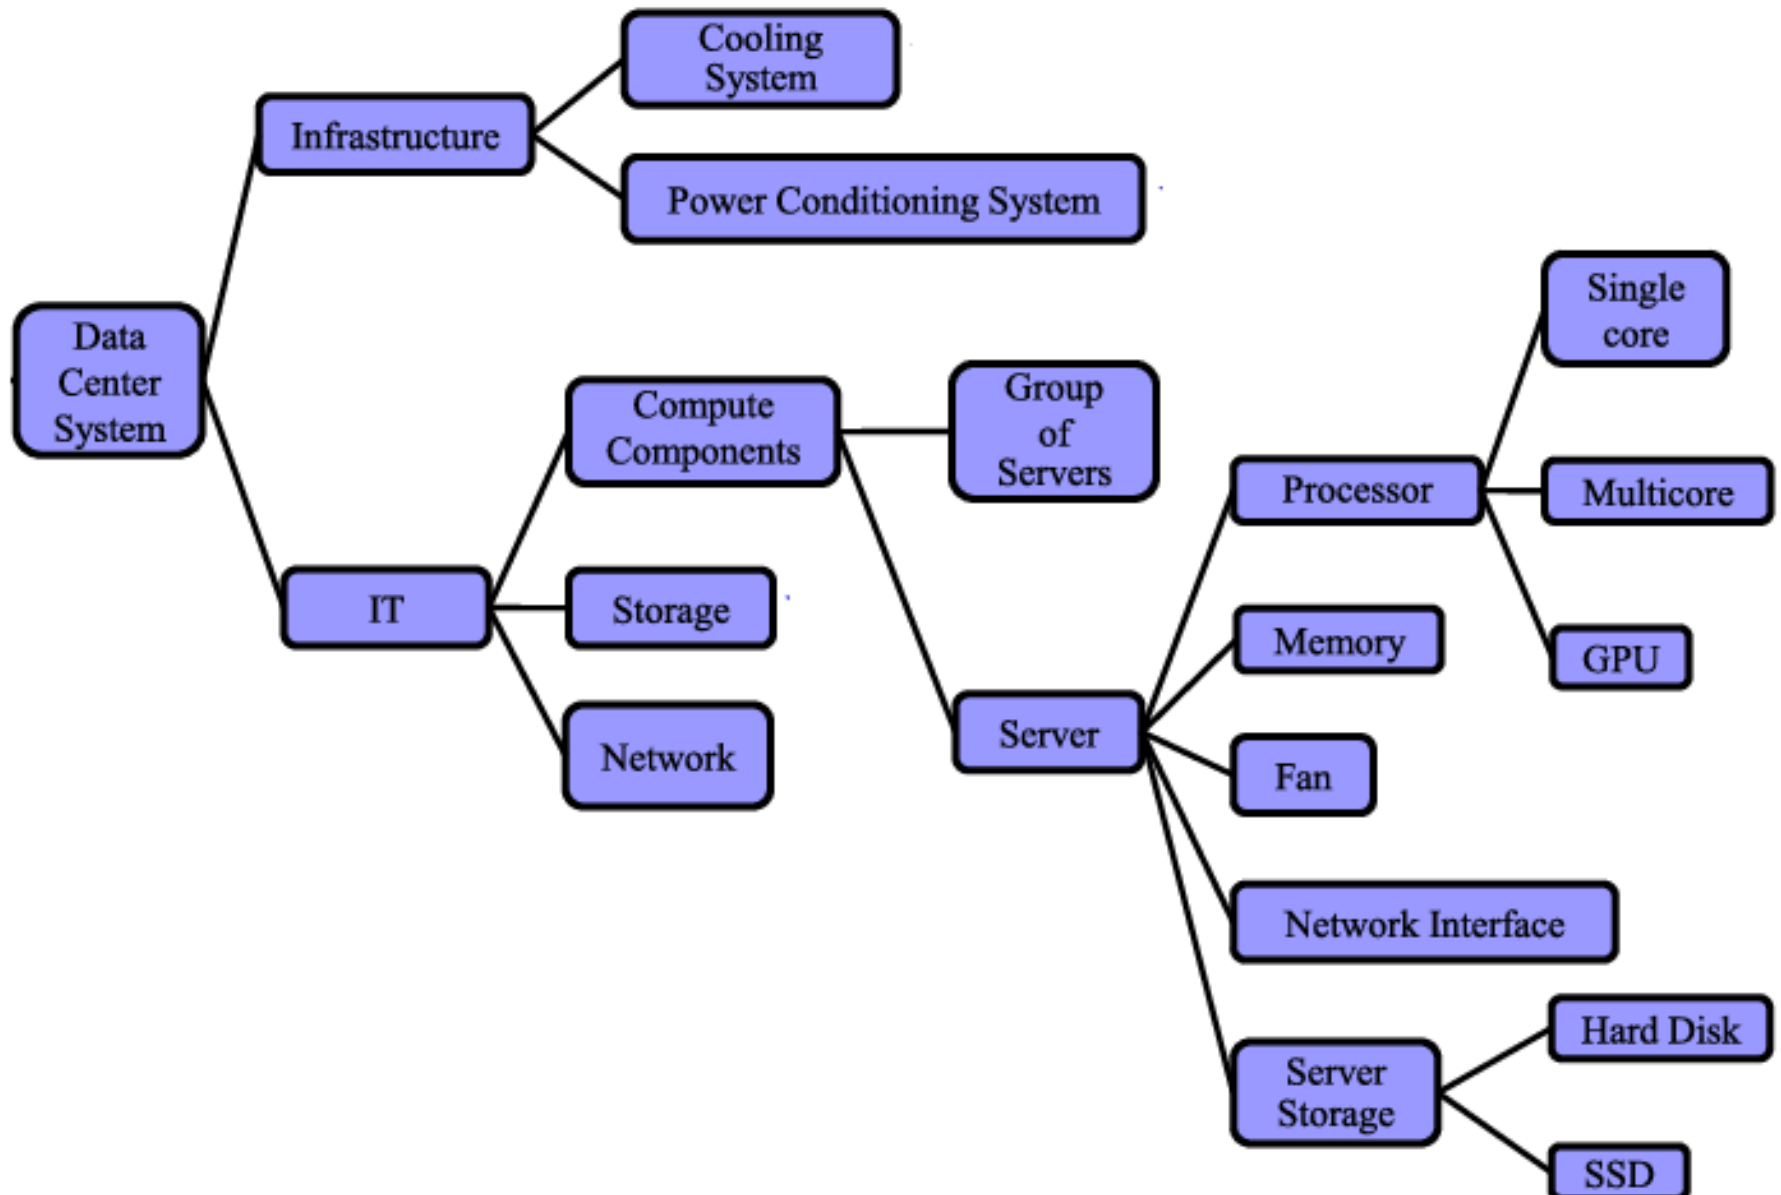 Cooling
System
Infrastructure
Power Conditioning System
Data
Center
System
Compute
Components
Group
of
Servers
Single
core
Processor
Multicore
IT
Storage
Memory
GPU
Network
Server
Fan
Network Interface
Hard Disk
Server
Storage
SSD